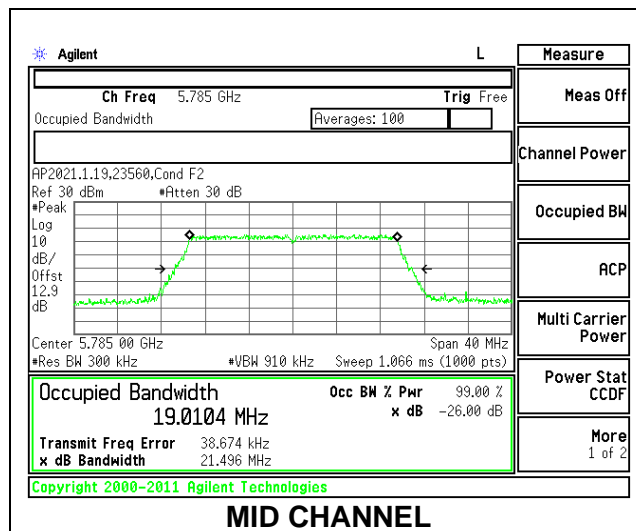 Agilent L Measure
Ch Freq 5.785 GHz Trig Free
Meas Off
Occupied Bandwidth Averages: 100
Channel Power
AP2021.1.19,23560,Cond F2
Ref 30 dBm #Atten 30 dB
#Peak
Log
10
dB/
Offst
12.9
dB
Occupied BW
ACP
Center 5.785 00 GHz Span 40 MHz
#Res BW 300 kHz #VBW 910 kHz Sweep 1.066 ms (1000 pts)
Multi Carrier
Power
Occupied Bandwidth Occ BW % Pwr 99.00 %
19.0104 MHz x dB -26.00 dB
Power Stat
CCDF
Transmit Freq Error 38.674 kHz
x dB Bandwidth 21.496 MHz
More
1 of 2
Copyright 2000-2011 Agilent Technologies
MID CHANNEL